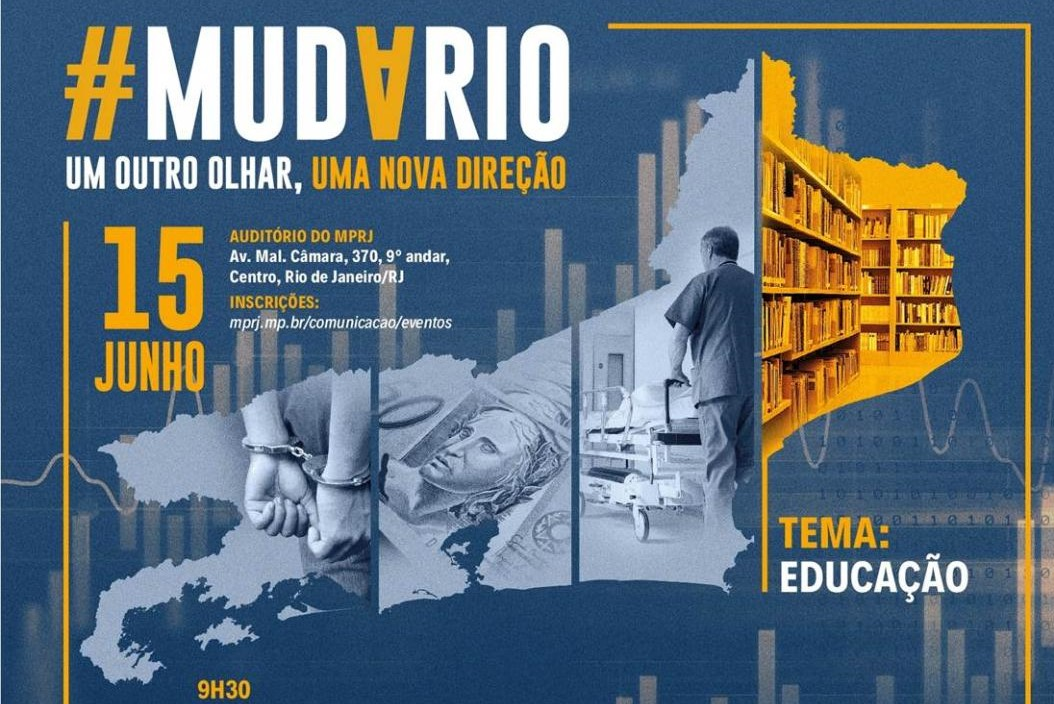 #MUDARIO
UM OUTRO OLHAR, UMA NOVA DIREÇÃO
15
JUNHO
AUDITÓRIO DO MPRJ
Av. Mal. Câmara, 370, 9º andar,
Centro, Rio de Janeiro/RJ
INSCRIÇÕES:
mprj.mp.br/comunicacao/eventos
TEMA:
EDUCAÇÃO
9H30